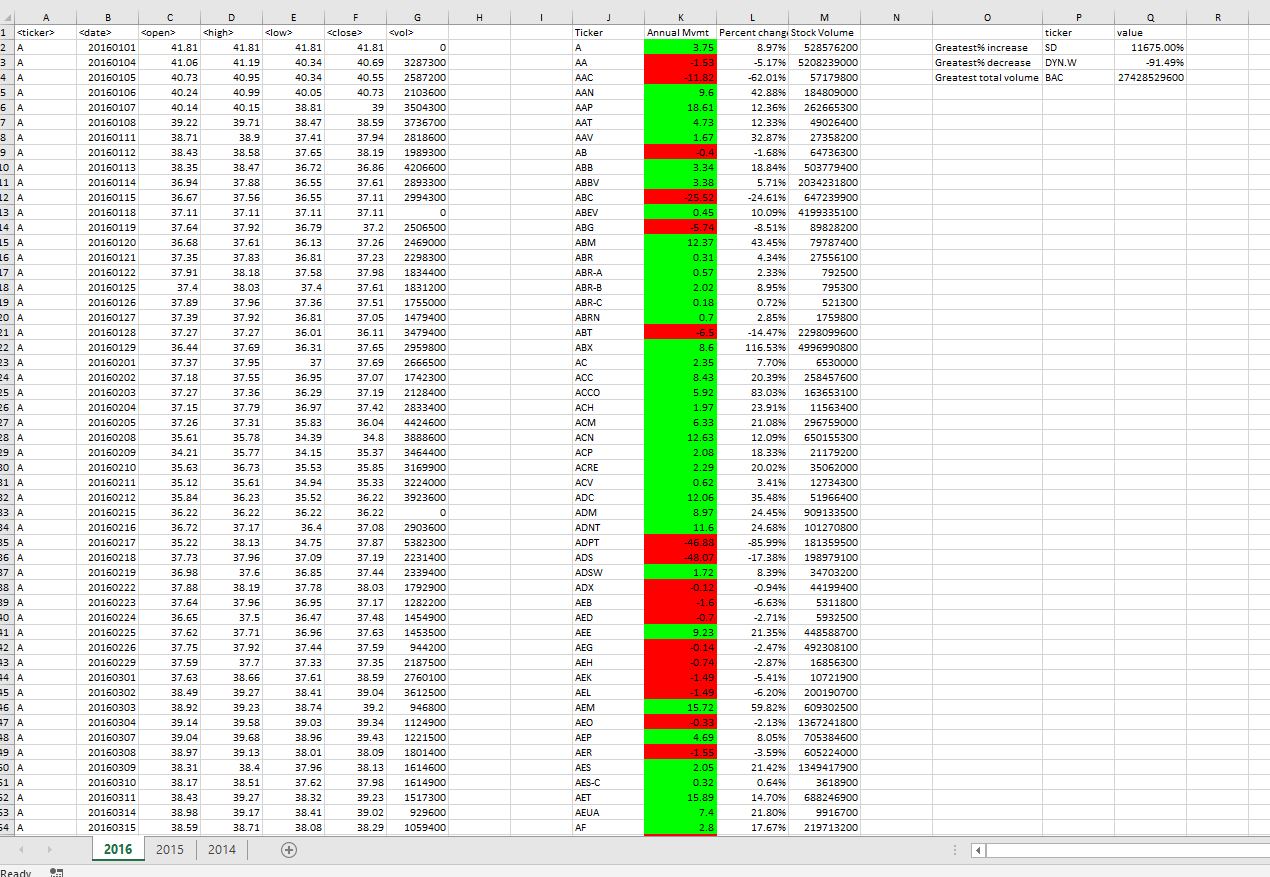 A B C D E F G H I J K L M N O P Q R
1 <ticker> <date> <open> <high> <low> <close> <vol> Ticker Annual Mvmt Percent chang Stock Volume ticker value
2 A 20160101 41.81 41.81 41.81 41.81 0 A 3.75 8.97% 528576200 Greatest% increase SD 11675.00%
3 A 20160104 41.06 41.19 40.34 40.69 3287300 AA -1.53 -5.17% 5208239000 Greatest% decrease DYN.W -91.49%
4 A 20160105 40.73 40.95 40.34 40.55 2587200 AAC -11.82 -62.01% 57179800 Greatest total volume BAC 27428529600
5 A 20160106 40.24 40.99 40.05 40.73 2103600 AAN 9.6 42.88% 184809000
6 A 20160107 40.14 40.15 38.81 39 3504300 AAP 18.61 12.36% 262665300
7 A 20160108 39.22 39.71 38.47 38.59 3736700 AAT 4.73 12.33% 49026400
8 A 20160111 38.71 38.9 37.41 37.94 2818600 AAV 1.67 32.87% 27358200
9 A 20160112 38.43 38.58 37.65 38.19 1989300 AB -0.4 -1.68% 64736300
10 A 20160113 38.35 38.47 36.72 36.86 4206600 ABB 3.34 18.84% 503779400
11 A 20160114 36.94 37.88 36.55 37.61 2893300 ABBV 3.38 5.71% 2034231800
12 A 20160115 36.67 37.56 36.55 37.11 2994300 ABC -25.52 -24.61% 647239900
13 A 20160118 37.11 37.11 37.11 37.11 0 ABEV 0.45 10.09% 4199335100
14 A 20160119 37.64 37.92 36.79 37.2 2506500 ABG -5.74 -8.51% 89828200
15 A 20160120 36.68 37.61 36.13 37.26 2469000 ABM 12.37 43.45% 79787400
16 A 20160121 37.35 37.83 36.81 37.23 2298300 ABR 0.31 4.34% 27556100
17 A 20160122 37.91 38.18 37.58 37.98 1834400 ABR-A 0.57 2.33% 792500
18 A 20160125 37.4 38.03 37.4 37.61 1831200 ABR-B 2.02 8.95% 795300
19 A 20160126 37.89 37.96 37.36 37.51 1755000 ABR-C 0.18 0.72% 521300
20 A 20160127 37.39 37.92 36.81 37.05 1479400 ABRN 0.7 2.85% 1759800
21 A 20160128 37.27 37.27 36.01 36.11 3479400 ABT -6.5 -14.47% 2298099600
22 A 20160129 36.44 37.69 36.31 37.65 2959800 ABX 8.6 116.53% 4996990800
23 A 20160201 37.37 37.95 37 37.69 2666500 AC 2.35 7.70% 6530000
24 A 20160202 37.18 37.55 36.95 37.07 1742300 ACC 8.43 20.39% 258457600
25 A 20160203 37.27 37.36 36.29 37.19 2128400 ACCO 5.92 83.03% 163653100
26 A 20160204 37.15 37.79 36.97 37.42 2833400 ACH 1.97 23.91% 11563400
27 A 20160205 37.26 37.31 35.83 36.04 4424600 ACM 6.33 21.08% 296759000
28 A 20160208 35.61 35.78 34.39 34.8 3888600 ACN 12.63 12.09% 650155300
29 A 20160209 34.21 35.77 34.15 35.37 3464400 ACP 2.08 18.33% 21179200
30 A 20160210 35.63 36.73 35.53 35.85 3169900 ACRE 2.29 20.02% 35062000
31 A 20160211 35.12 35.61 34.94 35.33 3224000 ACV 0.62 3.41% 12734300
32 A 20160212 35.84 36.23 35.52 36.22 3923600 ADC 12.06 35.48% 51966400
33 A 20160215 36.22 36.22 36.22 36.22 0 ADM 8.97 24.45% 909133500
34 A 20160216 36.72 37.17 36.4 37.08 2903600 ADNT 11.6 24.68% 101270800
35 A 20160217 35.22 38.13 34.75 37.87 5382300 ADPT -46.88 -85.99% 181359500
36 A 20160218 37.73 37.96 37.09 37.19 2231400 ADS -48.07 -17.38% 198979100
37 A 20160219 36.98 37.6 36.85 37.44 2339400 ADSW 1.72 8.39% 34703200
38 A 20160222 37.88 38.19 37.78 38.03 1792900 ADX -0.12 -0.94% 44199400
39 A 20160223 37.64 37.96 36.95 37.17 1282200 AEB -1.6 -6.63% 5311800
40 A 20160224 36.65 37.5 36.47 37.48 1454900 AED -0.7 -2.71% 5932500
41 A 20160225 37.62 37.71 36.96 37.63 1453500 AEE 9.23 21.35% 448588700
42 A 20160226 37.75 37.92 37.44 37.59 944200 AEG -0.14 -2.47% 492308100
43 A 20160229 37.59 37.7 37.33 37.35 2187500 AEH -0.74 -2.87% 16856300
44 A 20160301 37.63 38.66 37.61 38.59 2760100 AEK -1.49 -5.41% 10721900
45 A 20160302 38.49 39.27 38.41 39.04 3612500 AEL -1.49 -6.20% 200190700
46 A 20160303 38.92 39.23 38.74 39.2 946800 AEM 15.72 59.82% 609302500
47 A 20160304 39.14 39.58 39.03 39.34 1124900 AEO -0.33 -2.13% 1367241800
48 A 20160307 39.04 39.68 38.96 39.43 1221500 AEP 4.69 8.05% 705384600
49 A 20160308 38.97 39.13 38.01 38.09 1801400 AER -1.55 -3.59% 605224000
50 A 20160309 38.31 38.4 37.96 38.13 1614600 AES 2.05 21.42% 1349417900
51 A 20160310 38.17 38.51 37.62 37.98 1614900 AES-C 0.32 0.64% 3618900
52 A 20160311 38.43 39.27 38.32 39.23 1517300 AET 15.89 14.70% 688246900
53 A 20160314 38.98 39.17 38.41 39.02 929600 AEUA 7.4 21.80% 9916700
54 A 20160315 38.59 38.71 38.08 38.29 1059400 AF 2.8 17.67% 219713200
2016 2015 2014
Ready